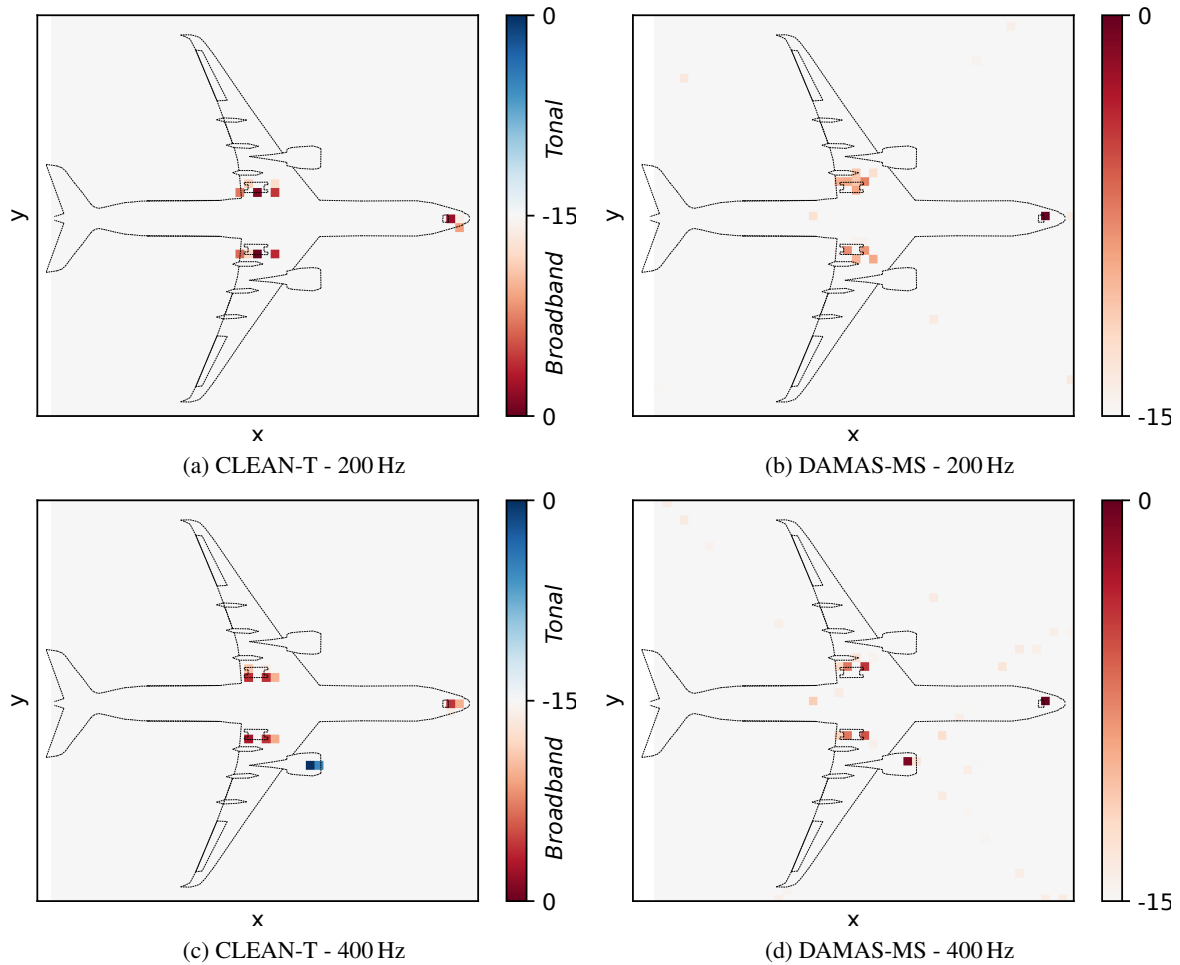 0
Tonal
-15
Broadband
0
y
x
(a) CLEAN-T - 200 Hz
0
-15
y
x
(b) DAMAS-MS - 200 Hz
0
Tonal
-15
Broadband
0
y
x
(c) CLEAN-T - 400 Hz
0
-15
y
x
(d) DAMAS-MS - 400 Hz